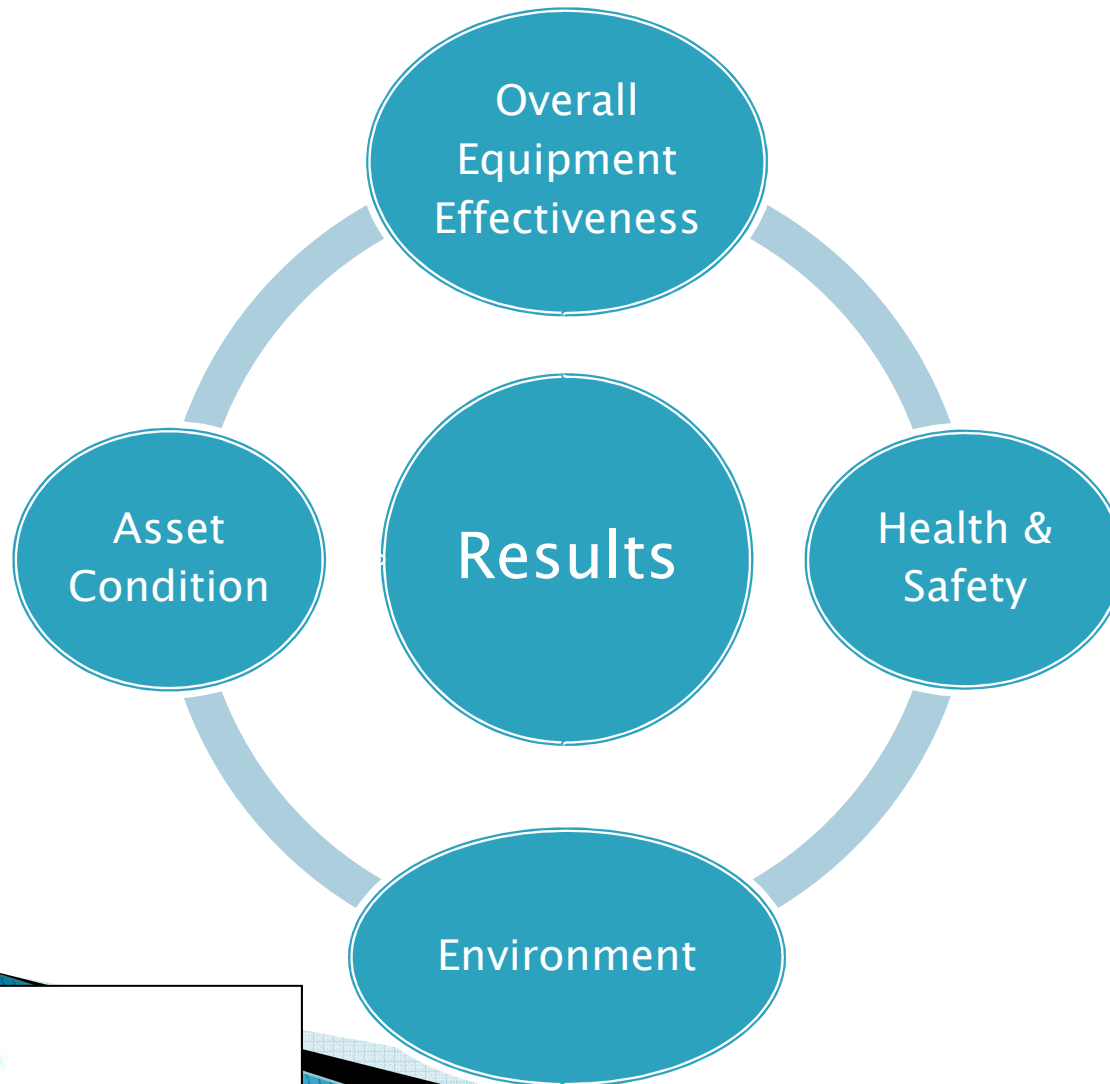 Overall
Equipment
Effectiveness
Asset
Condition
Results
Health &
Safety
Environment